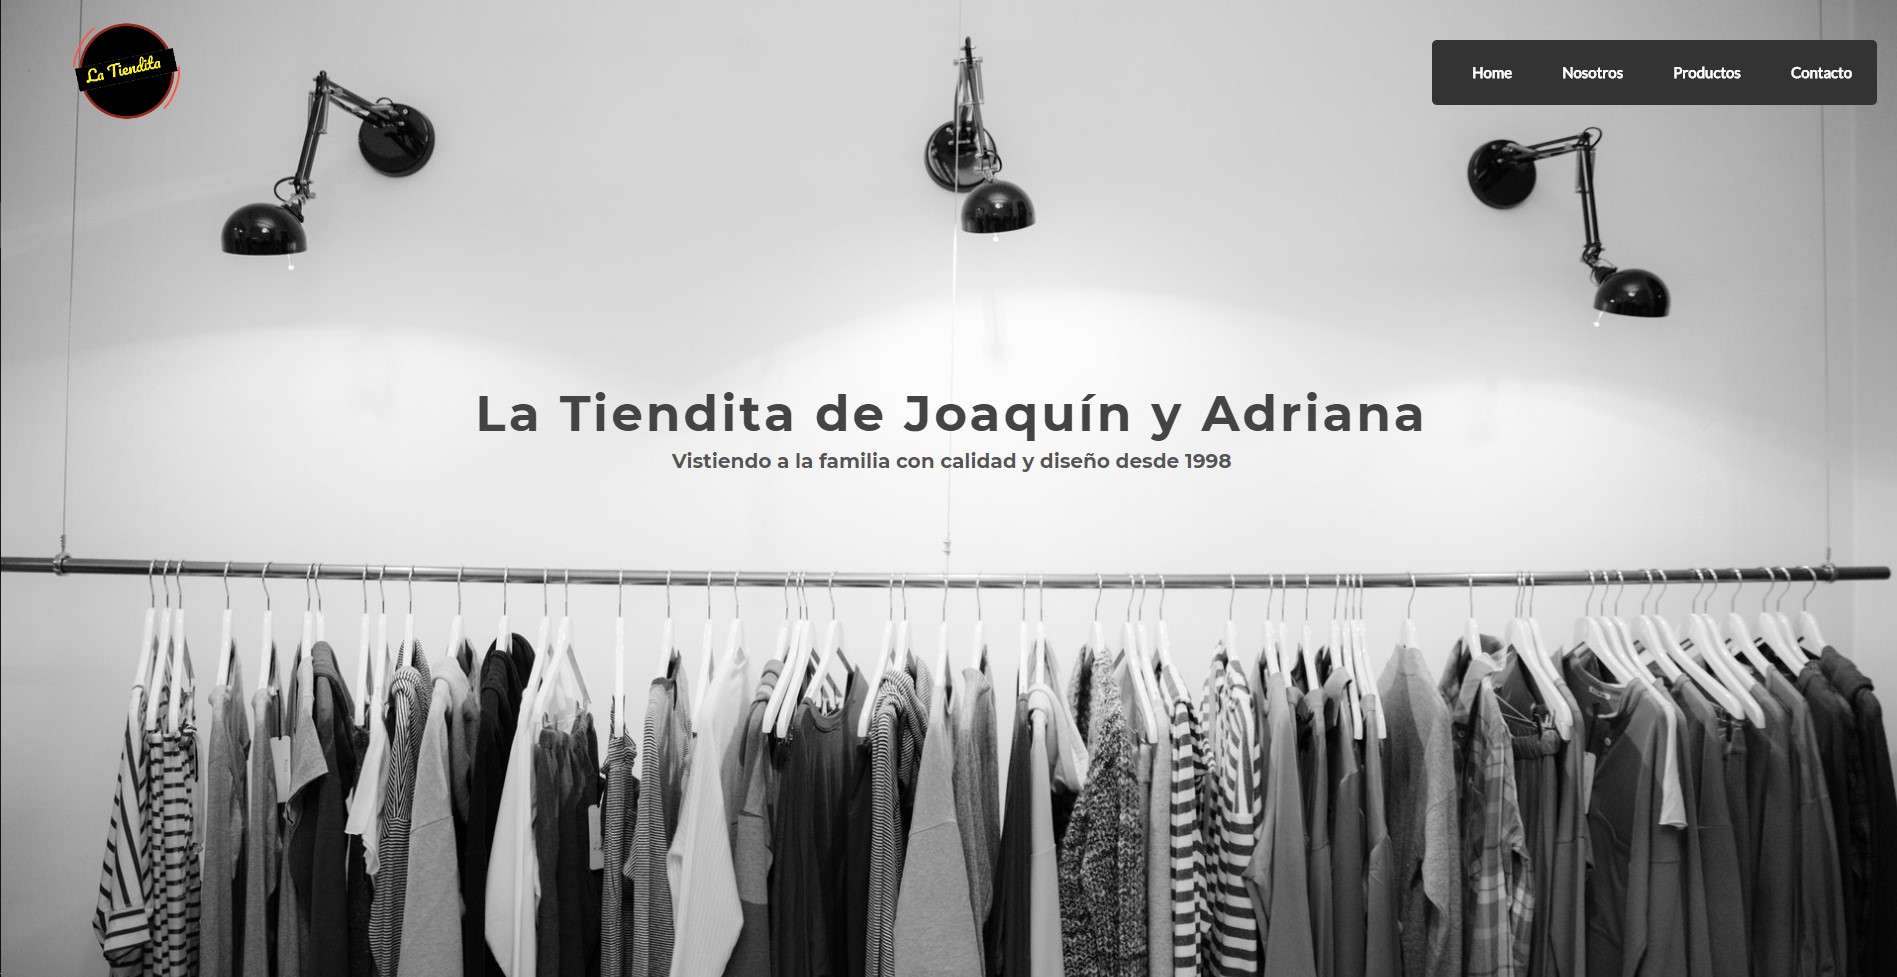 La Tiendita
Home Nosotros Productos Contacto
La Tiendita de Joaquín y Adriana
Vistiendo a la familia con calidad y diseño desde 1998